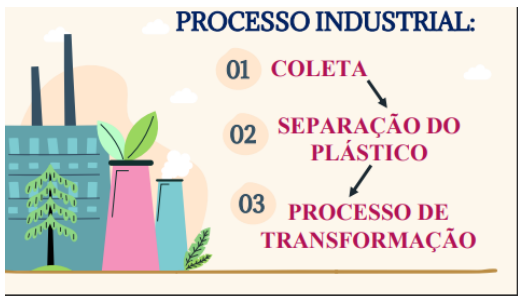 PROCESSO INDUSTRIAL:
01 COLETA
02 SEPARAÇÃO DO
PLÁSTICO
03 PROCESSO DE
TRANSFORMAÇÃO